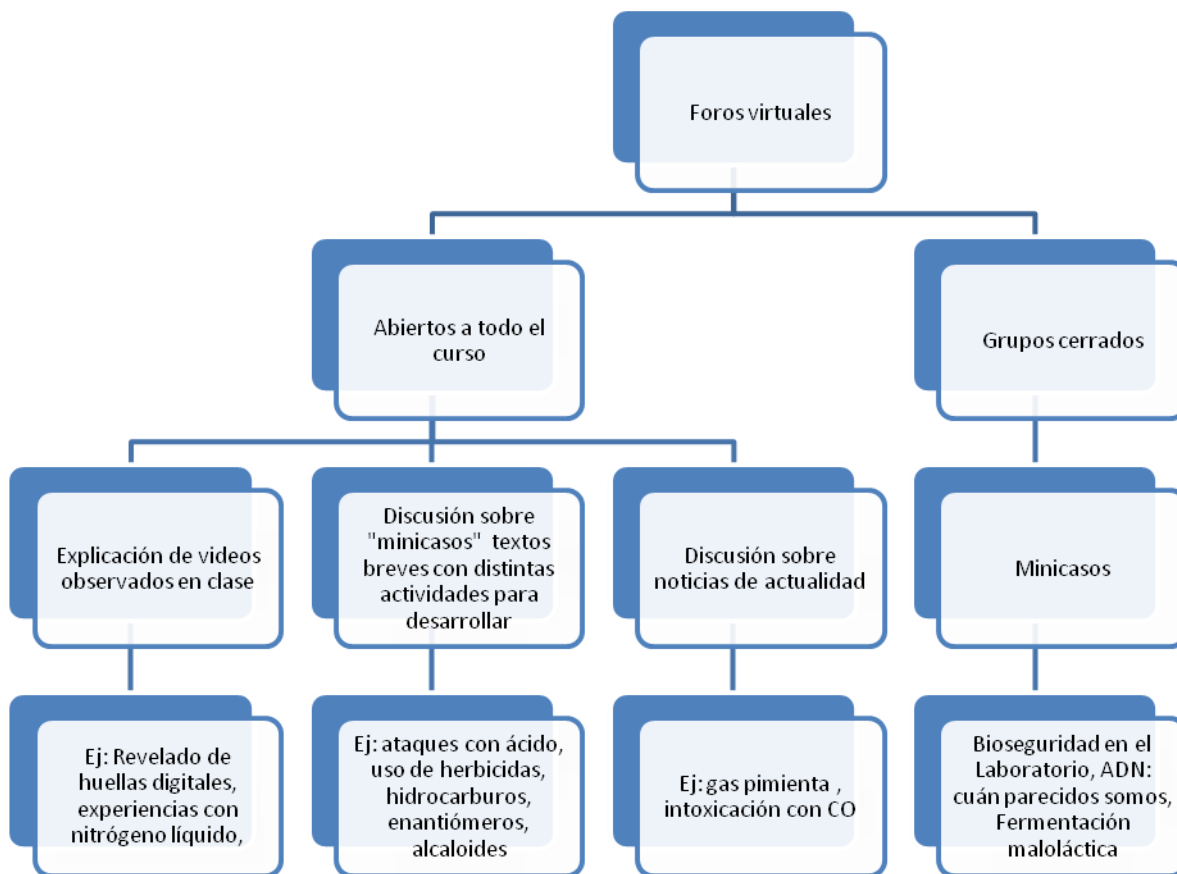 Foros virtuales
Abiertos a todo el
curso
Grupos cerrados
Explicación de videos
observados en clase
Discusión sobre
"minicasos" textos
breves con distintas
actividades para
desarrollar
Discusión sobre
noticias de actualidad
Minicasos
Ej: Revelado de
huellas digitales,
experiencias con
nitrógeno líquido,
Ej: ataques con ácido,
uso de herbicidas,
hidrocarburos,
enantiómeros,
alcaloides
Ej: gas pimienta ,
intoxicación con CO
Bioseguridad en el
Laboratorio, ADN:
cuán parecidos somos,
Fermentación
maloláctica